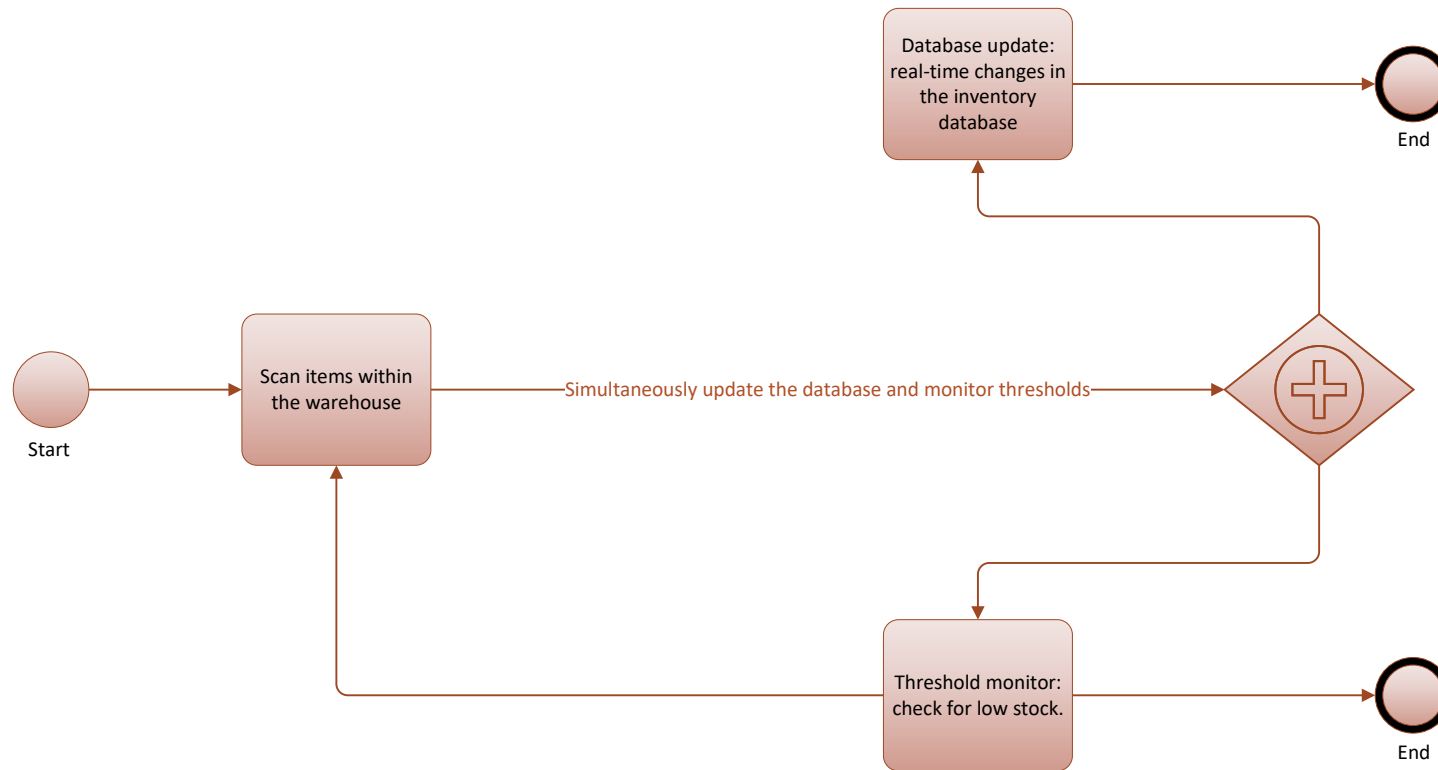 Database update:
real-time changes in
the inventory
database
End
Scan items within
the warehouse
Simultaneously update the database and monitor thresholds
Start
Threshold monitor:
check for low stock.
End